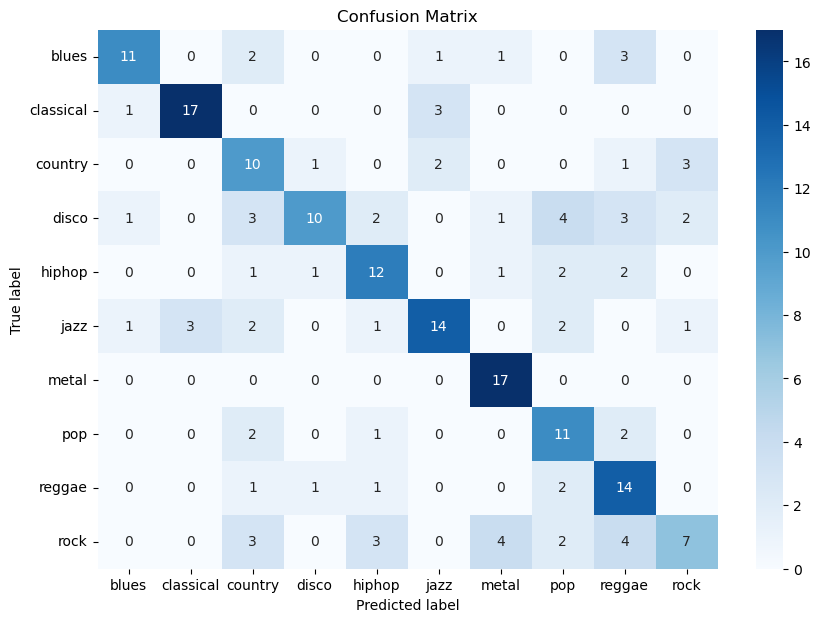 Confusion Matrix
blues 11 0 2 0 0 1 1 0 3 0
classical 1 17 0 0 0 3 0 0 0 0
country 0 0 10 1 0 2 0 0 1 3
disco 1 0 3 10 2 0 1 4 3 2
hiphop 0 0 1 1 12 0 1 2 2 0
jazz 1 3 2 0 1 14 0 2 0 1
metal 0 0 0 0 0 0 17 0 0 0
pop 0 0 2 0 1 0 0 11 2 0
reggae 0 0 1 1 1 0 0 2 14 0
rock 0 0 3 0 3 0 4 2 4 7
blues classical country disco hiphop jazz metal pop reggae rock
Predicted label
True label
16
14
12
10
8
6
4
2
0